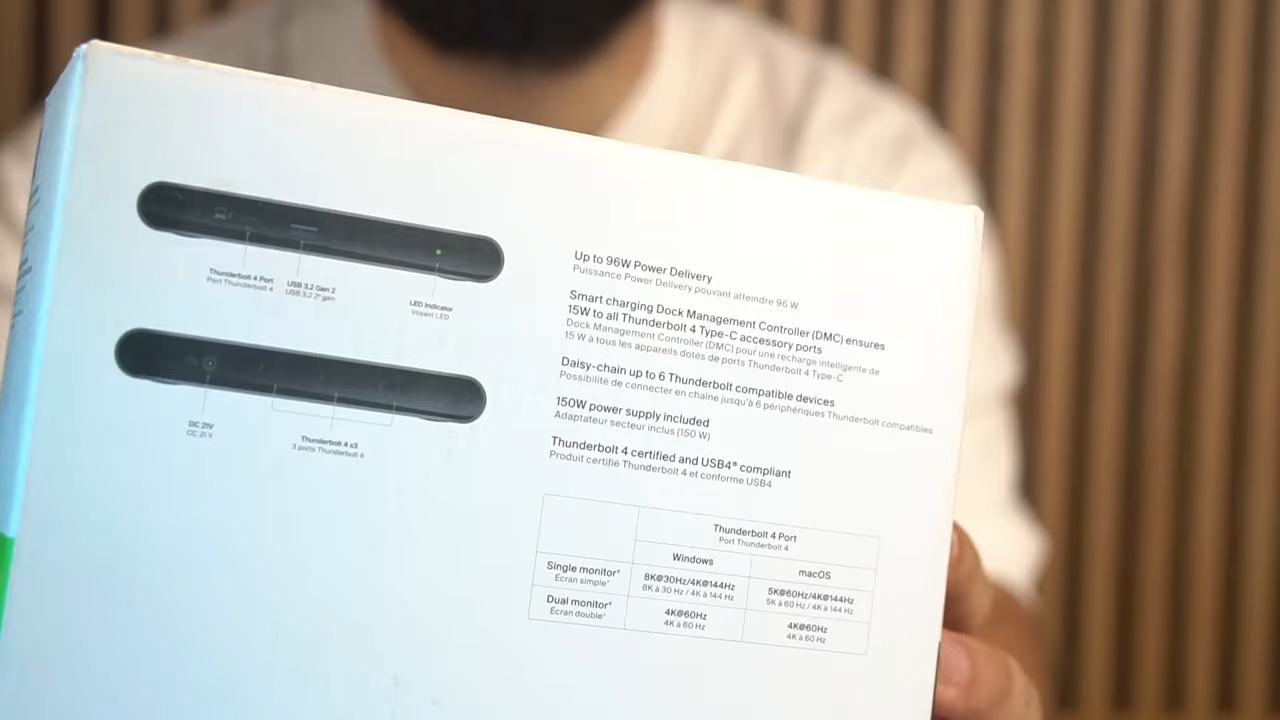 Thunderbolt 4 Port
Port Thunderbolt 4
USB 3.2 Gen 2
USB 3.2 2ᵉ gén
LED Indicator
Voyant LED
DC 21V
CC 21 V
Thunderbolt 4 x3
3 ports Thunderbolt 4
Up to 96W Power Delivery
Puissance Power Delivery pouvant atteindre 96 W
Smart charging Dock Management Controller (DMC) ensures
15W to all Thunderbolt 4 Type-C accessory ports
Dock Management Controller (DMC) pour une recharge intelligente de
15 W à tous les appareils dotés de ports Thunderbolt 4 Type-C
Daisy-chain up to 6 Thunderbolt compatible devices
Possibilité de connecter en chaîne jusqu'à 6 périphériques Thunderbolt compatibles
150W power supply included
Adaptateur secteur inclus (150 W)
Thunderbolt 4 certified and USB4® compliant
Produit certifié Thunderbolt 4 et conforme USB4
Thunderbolt 4 Port
Port Thunderbolt 4
Windows macOS
Single monitor† 8K@30Hz/4K@144Hz 5K@60Hz/4K@144Hz
Écran simple† 8K à 30 Hz / 4K à 144 Hz 5K à 60 Hz / 4K à 144 Hz
Dual monitor† 4K@60Hz 4K@60Hz
Écran double† 4K à 60 Hz 4K à 60 Hz